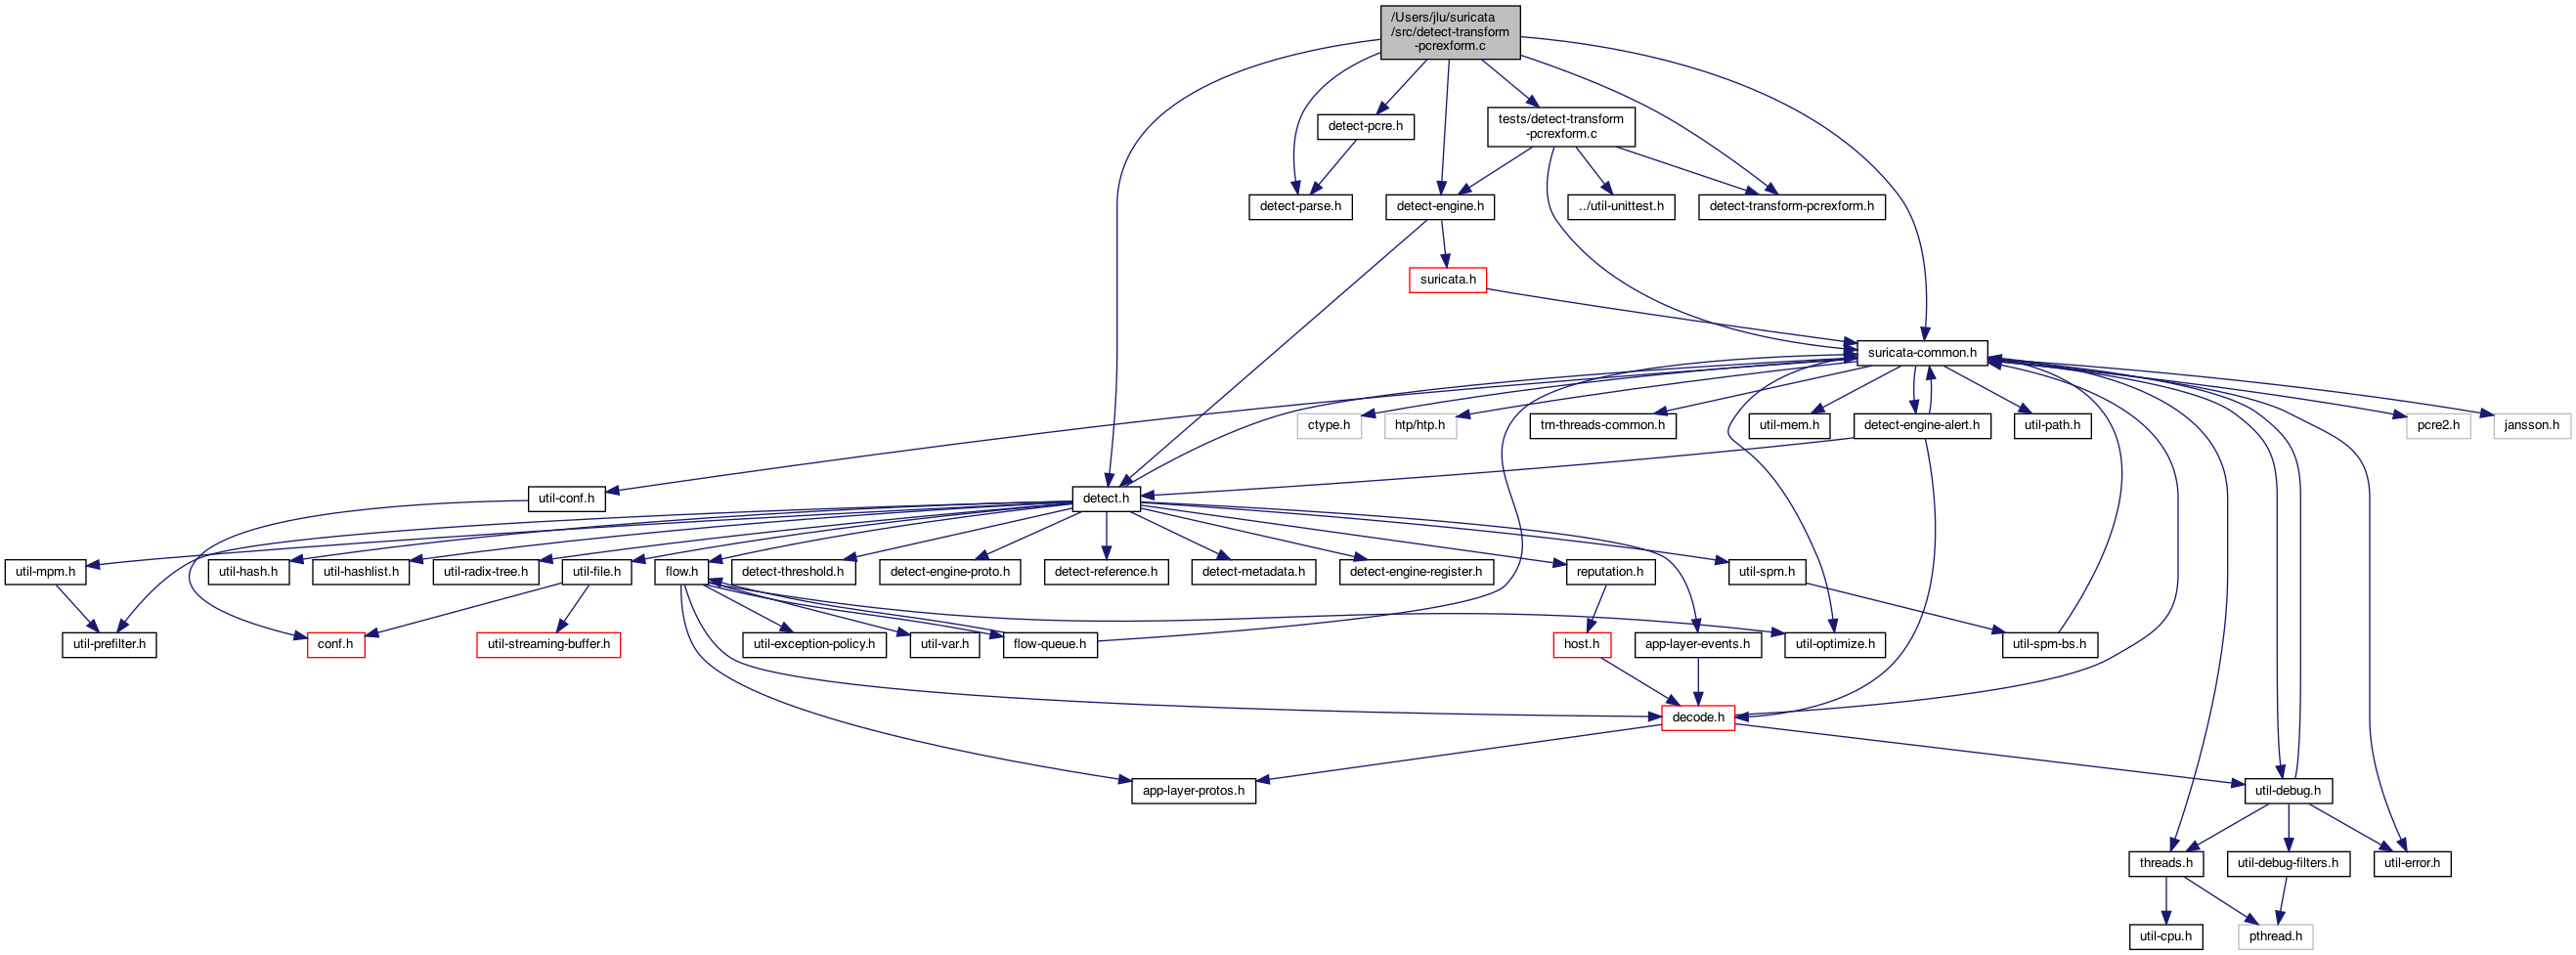 /Users/jlu/suricata
/src/detect-transform
-pcrexform.c
tests/detect-transform
-pcrexform.c
detect-pcre.h
detect-parse.h
detect-engine.h
../util-unittest.h
detect-transform-pcrexform.h
suricata.h
suricata-common.h
ctype.h
htp/htp.h
tm-threads-common.h
util-mem.h
detect-engine-alert.h
util-path.h
pcre2.h
jansson.h
util-conf.h
detect.h
util-mpm.h
util-hash.h
util-hashlist.h
util-radix-tree.h
util-file.h
flow.h
detect-threshold.h
detect-engine-proto.h
detect-reference.h
detect-metadata.h
detect-engine-register.h
reputation.h
util-spm.h
util-prefilter.h
conf.h
util-streaming-buffer.h
util-exception-policy.h
util-var.h
flow-queue.h
host.h
app-layer-events.h
util-optimize.h
util-spm-bs.h
decode.h
app-layer-protos.h
util-debug.h
threads.h
util-debug-filters.h
util-error.h
util-cpu.h
pthread.h